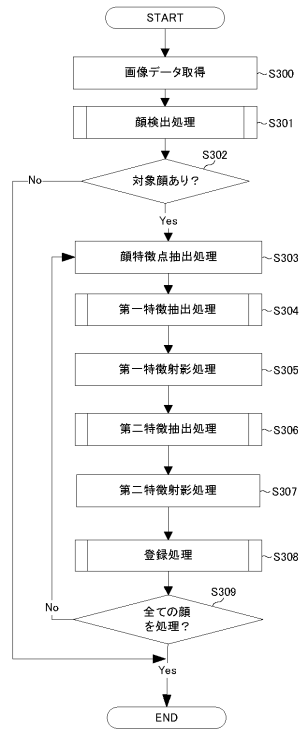 START
画像データ取得
S300
顔検出処理
S301
S302
対象顔あり？
No
Yes
顔特徴点抽出処理
S303
第一特徴抽出処理
S304
第一特徴射影処理
S305
第二特徴抽出処理
S306
第二特徴射影処理
S307
登録処理
S308
S309
全ての顔
を処理？
No
Yes
END